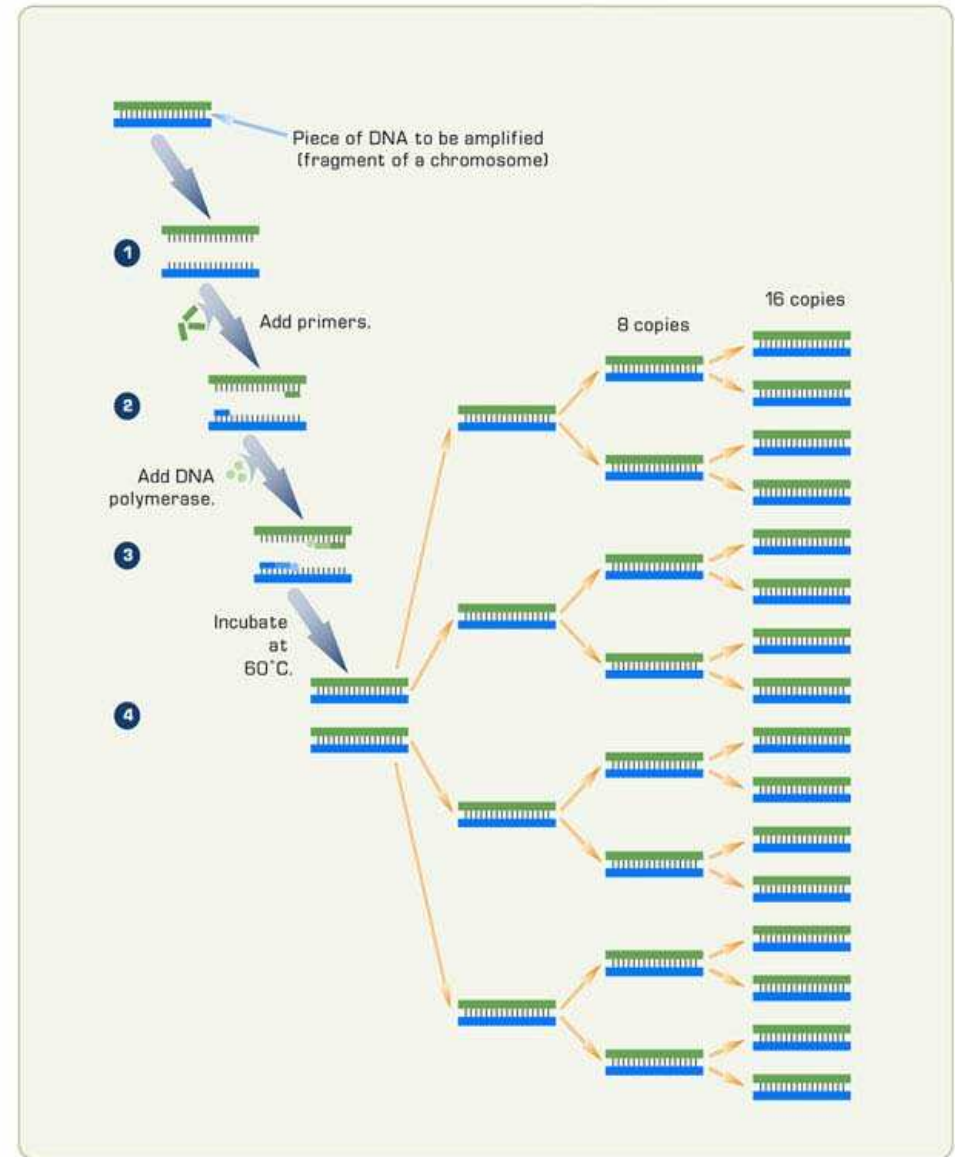 Piece of DNA to be amplified
(fragment of a chromosome)
1
Add primers.
2
Add DNA
polymerase.
3
Incubate
at
60°C.
4
8 copies
16 copies